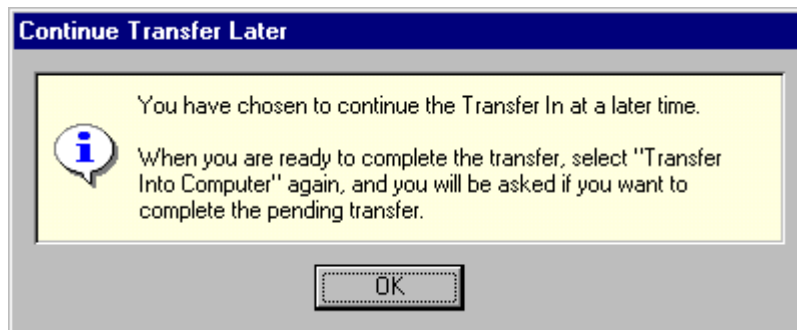 Continue Transfer Later
You have chosen to continue the Transfer In at a later time.
When you are ready to complete the transfer, select "Transfer
Into Computer" again, and you will be asked if you want to
complete the pending transfer.
OK